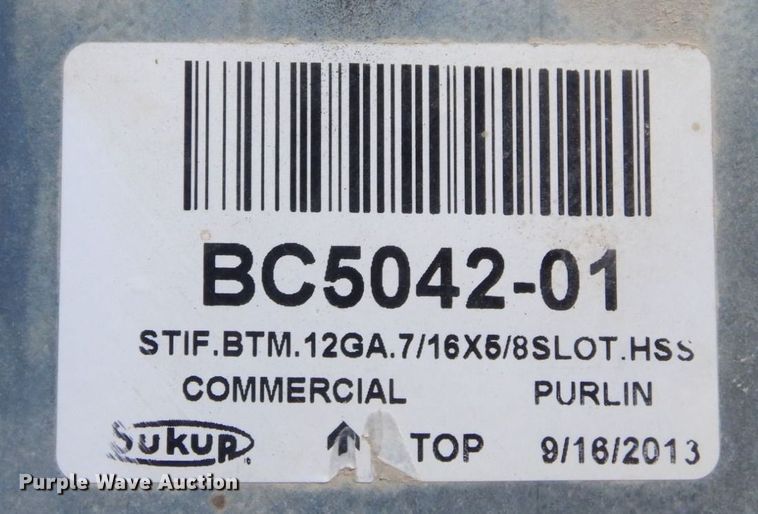 BC5042-01
STIF.BTM.12GA.7/16X5/8SLOT.HSS
COMMERCIAL PURLIN
SUKUP. TOP 9/16/2013
Purple Wave Auction